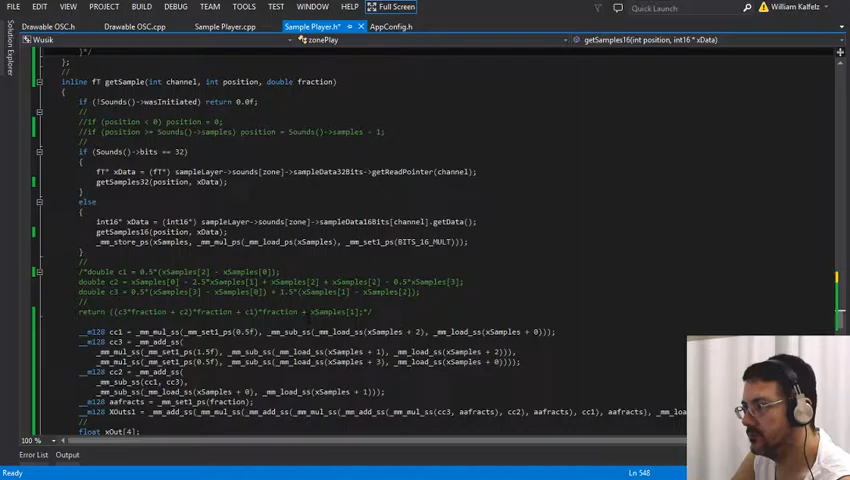 FILE EDIT VIEW PROJECT BUILD DEBUG TEAM TOOLS TEST WINDOW HELP Full Screen Quick Launch William Kalfelz
Drawable OSC.h Drawable OSC.cpp Sample Player.cpp Sample Player.h* AppConfig.h
Wusik zonePlay getSamples16(int position, int16 * xData)
Solution Explorer
}*/
};
//
inline fT getSample(int channel, int position, double fraction)
{
if (!Sounds()->wasInitiated) return 0.0f;
//
//if (position < 0) position = 0;
//if (position >= Sounds()->samples) position = Sounds()->samples - 1;
//
if (Sounds()->bits == 32)
{
fT* xData = (fT*) sampleLayer->sounds[zone]->sampleData32Bits->getReadPointer(channel);
getSamples32(position, xData);
}
else
{
int16* xData = (int16*) sampleLayer->sounds[zone]->sampleData16Bits[channel].getData();
getSamples16(position, xData);
_mm_store_ps(xSamples, _mm_mul_ps(_mm_load_ps(xSamples), _mm_set1_ps(BITS_16_MULT)));
}
//
/*double c1 = 0.5*(xSamples[2] - xSamples[0]);
double c2 = xSamples[0] - 2.5*xSamples[1] + xSamples[2] + xSamples[2] - 0.5*xSamples[3];
double c3 = 0.5*(xSamples[3] - xSamples[0]) + 1.5*(xSamples[1] - xSamples[2]);
//
return ((c3*fraction + c2)*fraction + c1)*fraction + xSamples[1];*/
__m128 cc1 = _mm_mul_ss(_mm_set1_ps(0.5f), _mm_sub_ss(_mm_load_ss(xSamples + 2), _mm_load_ss(xSamples + 0)));
__m128 cc3 = _mm_add_ss(
_mm_mul_ss(_mm_set1_ps(1.5f), _mm_sub_ss(_mm_load_ss(xSamples + 1), _mm_load_ss(xSamples + 2))),
_mm_mul_ss(_mm_set1_ps(0.5f), _mm_sub_ss(_mm_load_ss(xSamples + 3), _mm_load_ss(xSamples + 0))));
__m128 cc2 = _mm_add_ss(
_mm_sub_ss(cc1, cc3),
_mm_sub_ss(_mm_load_ss(xSamples + 0), _mm_load_ss(xSamples + 1)));
__m128 aafracts = _mm_set1_ps(fraction);
__m128 XOuts1 = _mm_add_ss(_mm_mul_ss(_mm_add_ss(_mm_mul_ss(_mm_add_ss(_mm_mul_ss(cc3, aafracts), cc2), aafracts), cc1), aafracts), _mm_loa
//
float xOut[4];
100 %
Error List Output
Ready Ln 548